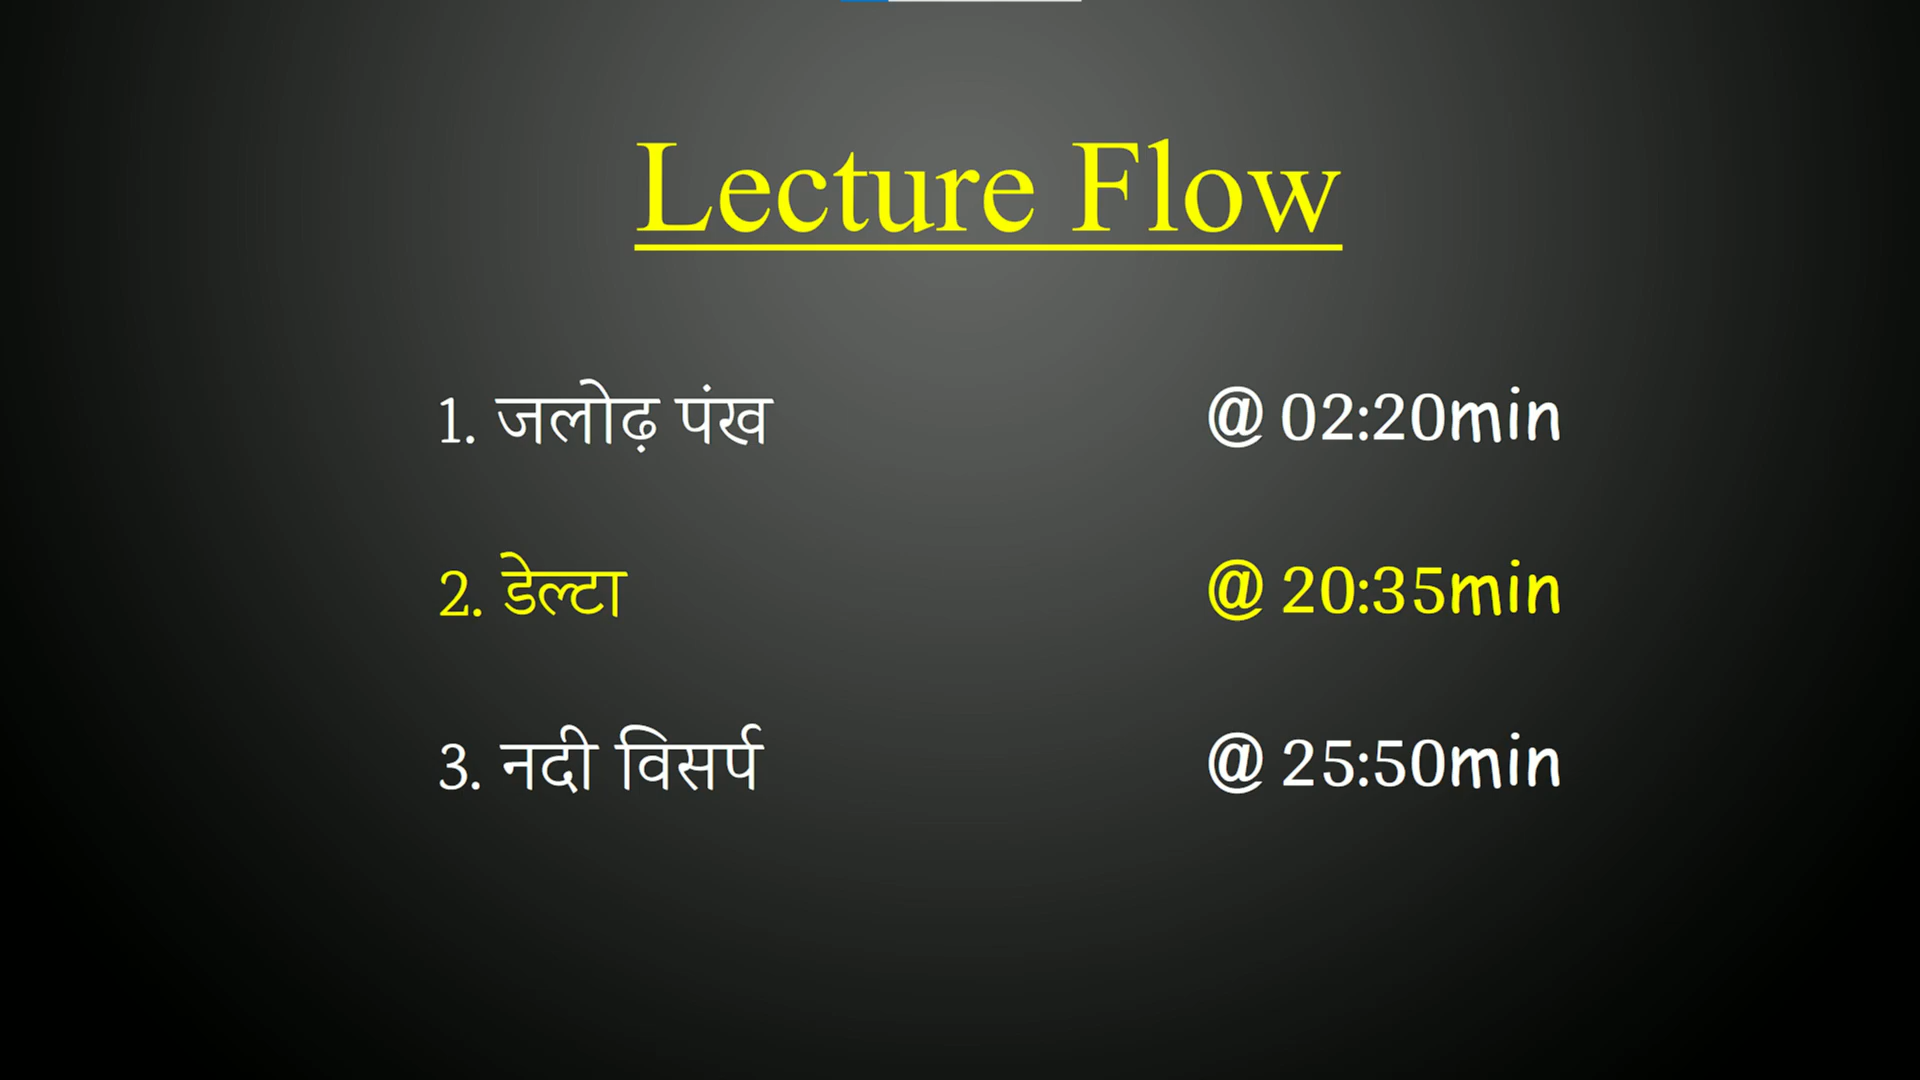 Lecture Flow
1. जलोढ़ पंख @ 02:20min
2. डेल्टा @ 20:35min
3. नदी विसर्प @ 25:50min